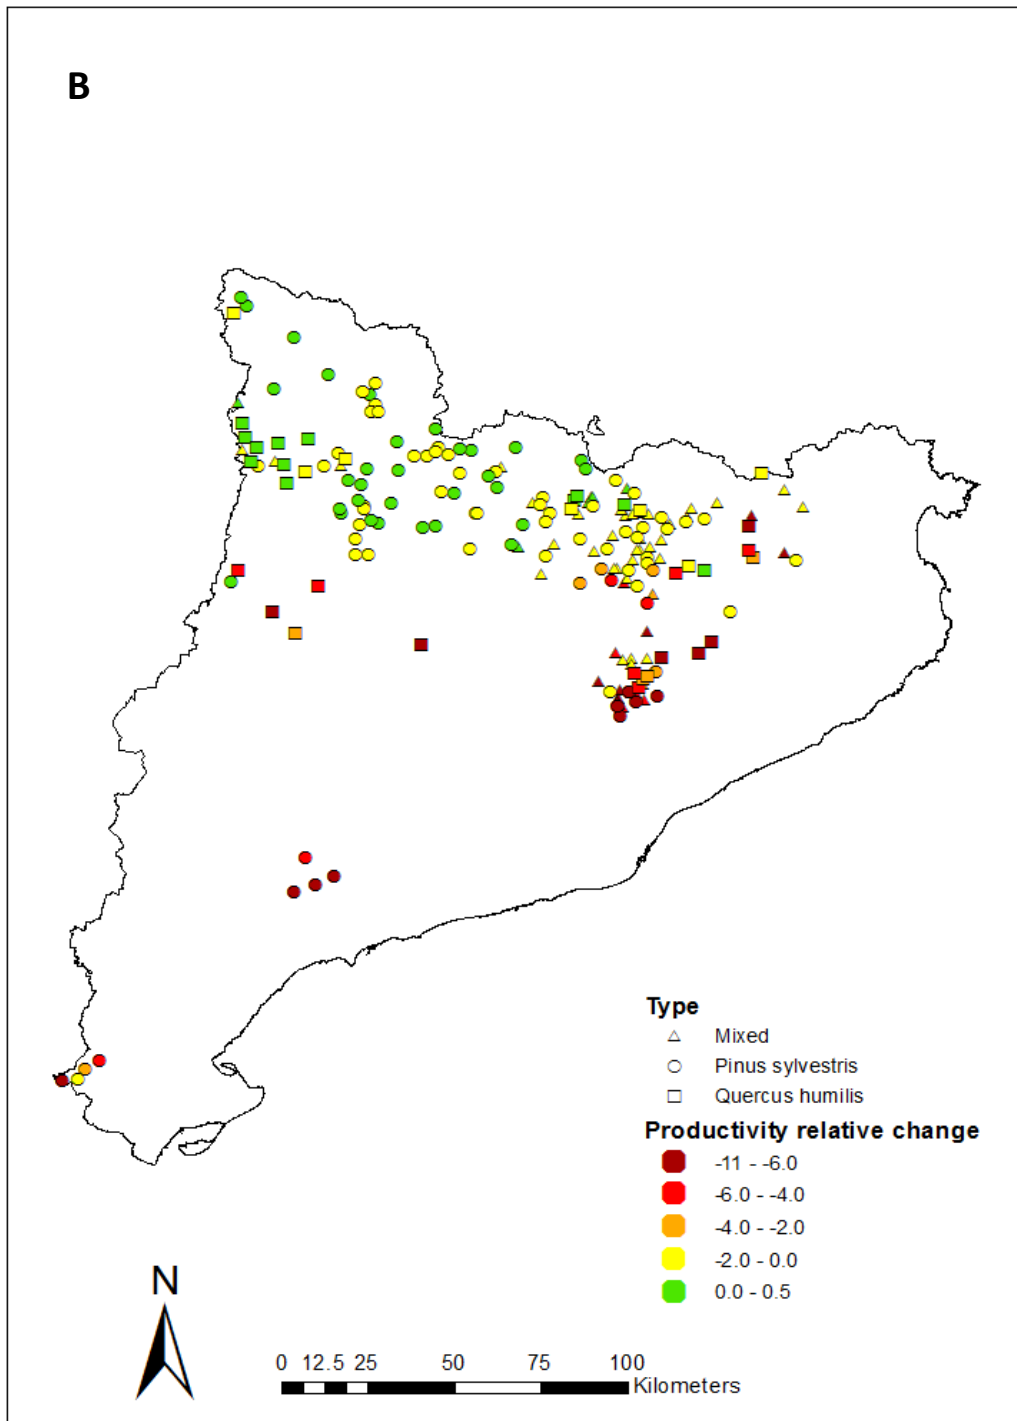 B
Type
Mixed
Pinus sylvestris
Quercus humilis
Productivity relative change
-11 - -6.0
-6.0 - -4.0
-4.0 - -2.0
-2.0 - 0.0
0.0 - 0.5
N
0 12.5 25 50 75 100
Kilometers